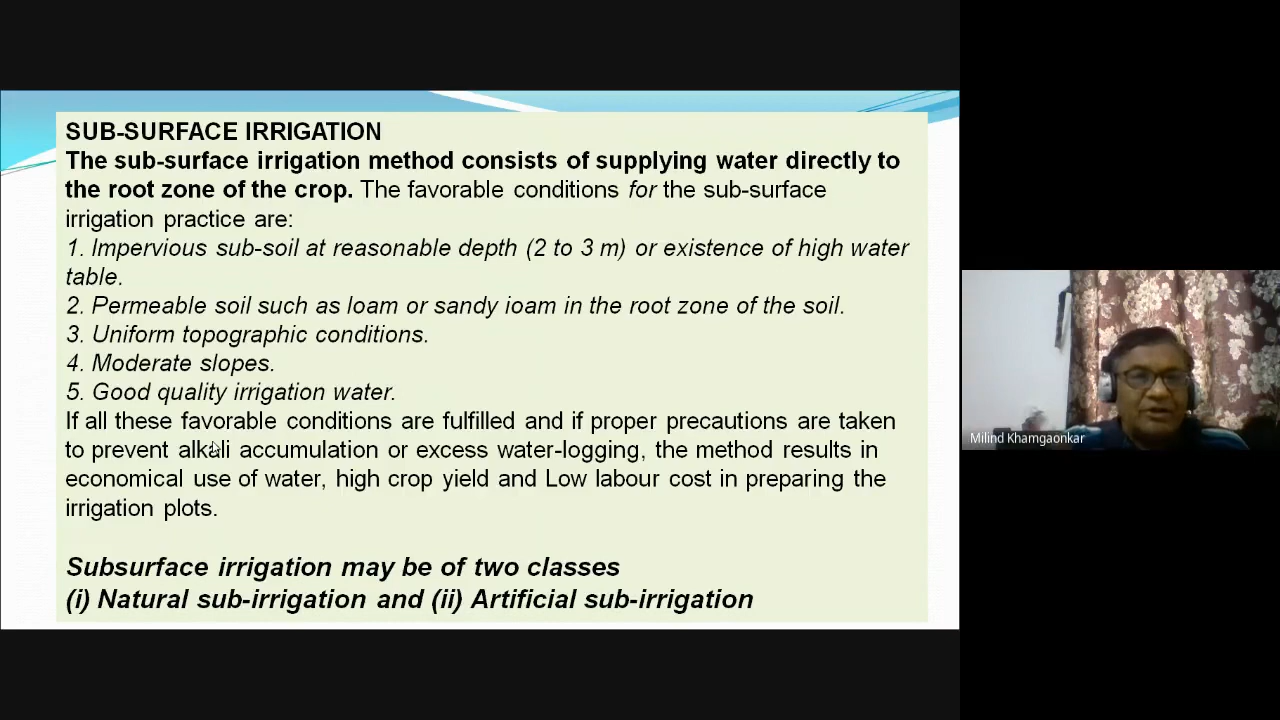 SUB-SURFACE IRRIGATION
The sub-surface irrigation method consists of supplying water directly to
the root zone of the crop. The favorable conditions for the sub-surface
irrigation practice are:
1. Impervious sub-soil at reasonable depth (2 to 3 m) or existence of high water
table.
2. Permeable soil such as loam or sandy ioam in the root zone of the soil.
3. Uniform topographic conditions.
4. Moderate slopes.
5. Good quality irrigation water.
If all these favorable conditions are fulfilled and if proper precautions are taken
to prevent alkali accumulation or excess water-logging, the method results in
economical use of water, high crop yield and Low labour cost in preparing the
irrigation plots.
Subsurface irrigation may be of two classes
(i) Natural sub-irrigation and (ii) Artificial sub-irrigation
Milind Khamgaonkar